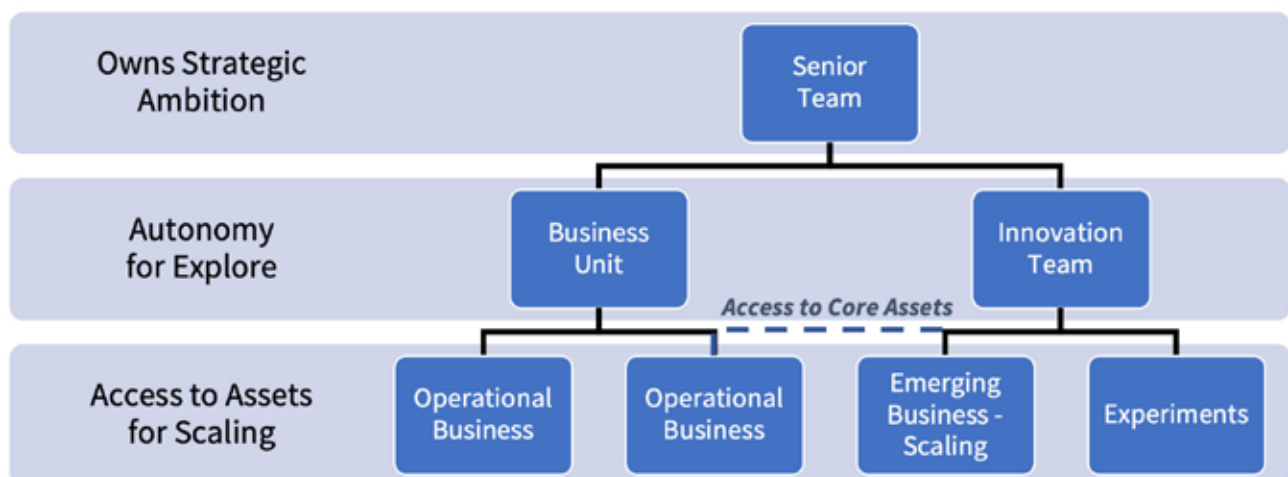 Owns Strategic
Ambition
Senior
Team
Autonomy
for Explore
Business
Unit
Innovation
Team
Access to Core Assets
Access to Assets
for Scaling
Operational
Business
Operational
Business
Emerging
Business -
Scaling
Experiments